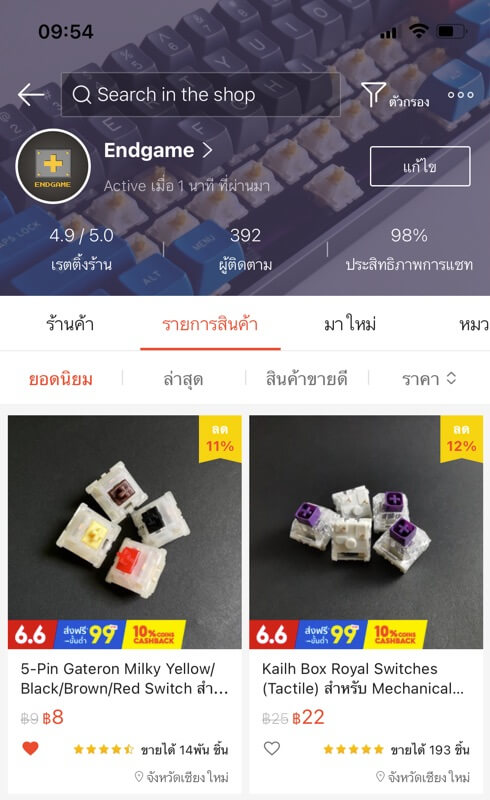 09:54
Search in the shop
ตัวกรอง
Endgame
ENDGAME
Active เมื่อ 1 นาที ที่ผ่านมา
แก้ไข
4.9 / 5.0
392
98%
เรตติ้งร้าน
ผู้ติดตาม
ประสิทธิภาพการแชท
ร้านค้า
รายการสินค้า
มาใหม่
หมว
ยอดนิยม
ล่าสุด
สินค้าขายดี
ราคา
ลด
11%
6.6
ส่งฟรี*
ขั้นต่ำ
99
10% COINS
CASHBACK
5-Pin Gateron Milky Yellow/
Black/Brown/Red Switch สำ...
฿9 ฿8
ขายได้ 14พัน ชิ้น
จังหวัดเชียงใหม่
ลด
12%
6.6
ส่งฟรี*
ขั้นต่ำ
99
10% COINS
CASHBACK
Kailh Box Royal Switches
(Tactile) สำหรับ Mechanical...
฿25 ฿22
ขายได้ 193 ชิ้น
จังหวัดเชียงใหม่